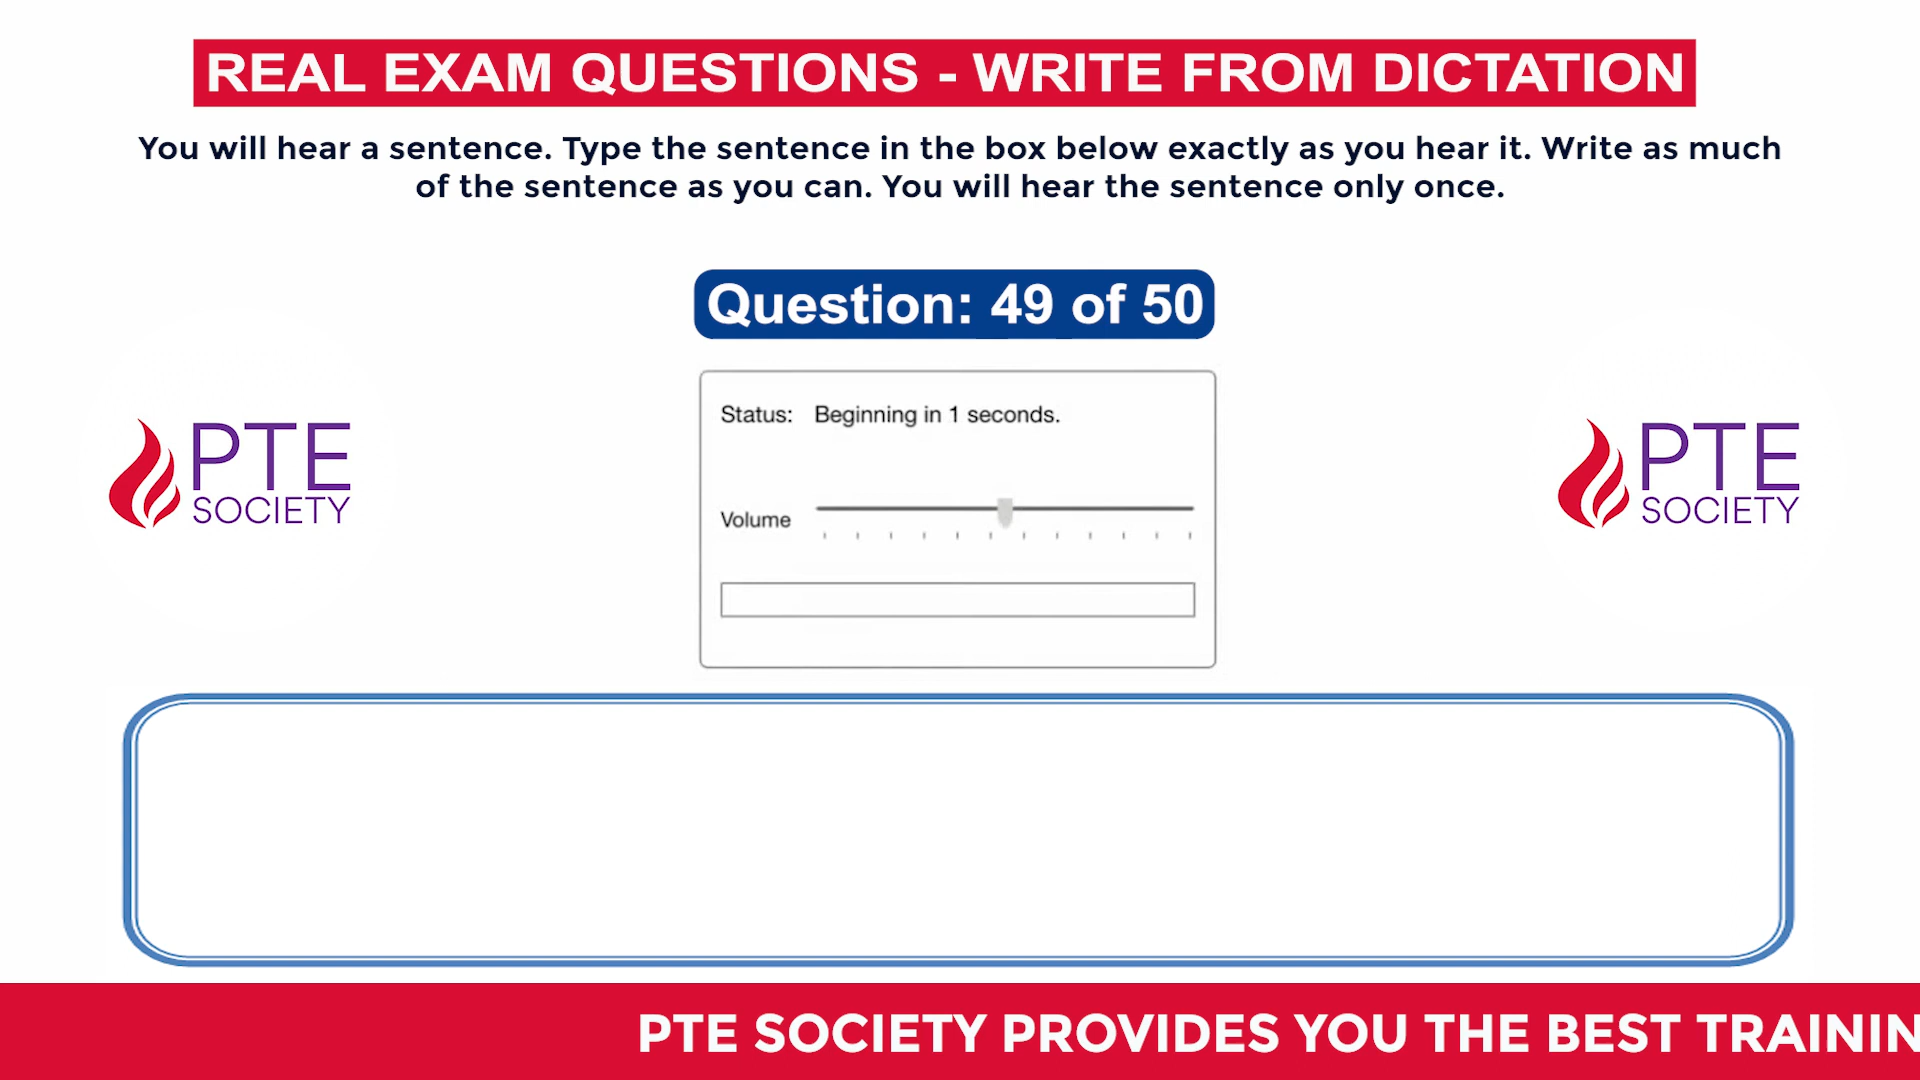 REAL EXAM QUESTIONS - WRITE FROM DICTATION
You will hear a sentence. Type the sentence in the box below exactly as you hear it. Write as much
of the sentence as you can. You will hear the sentence only once.
Question: 49 of 50
Status: Beginning in 1 seconds.
PTE
SOCIETY
PTE
SOCIETY
Volume
PTE SOCIETY PROVIDES YOU THE BEST TRAININ